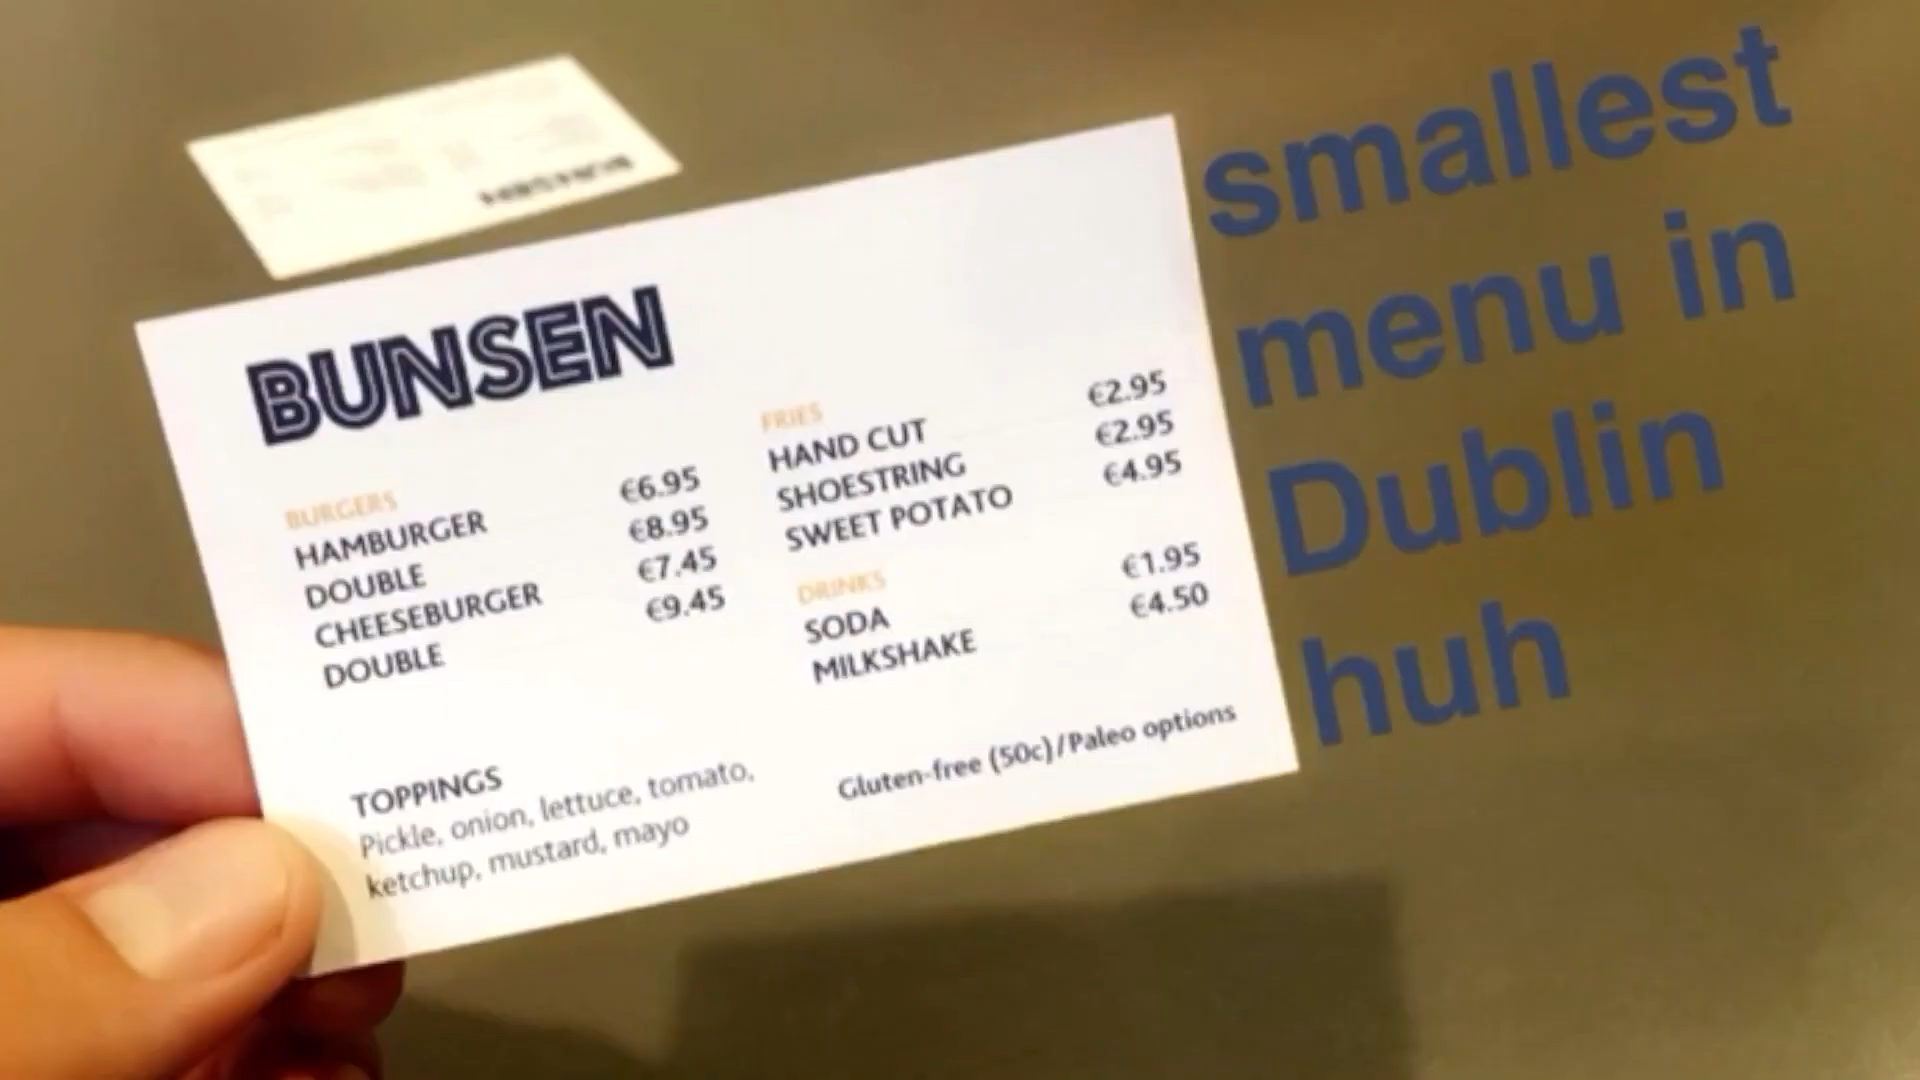 BUNSEN
BURGERS
HAMBURGER €6.95
DOUBLE €8.95
CHEESEBURGER €7.45
DOUBLE €9.45
FRIES
HAND CUT €2.95
SHOESTRING €2.95
SWEET POTATO €4.95
DRINKS
SODA €1.95
MILKSHAKE €4.50
TOPPINGS
Pickle, onion, lettuce, tomato,
ketchup, mustard, mayo
Gluten-free (50c)/Paleo options
smallest
menu in
Dublin
huh
BUNSEN